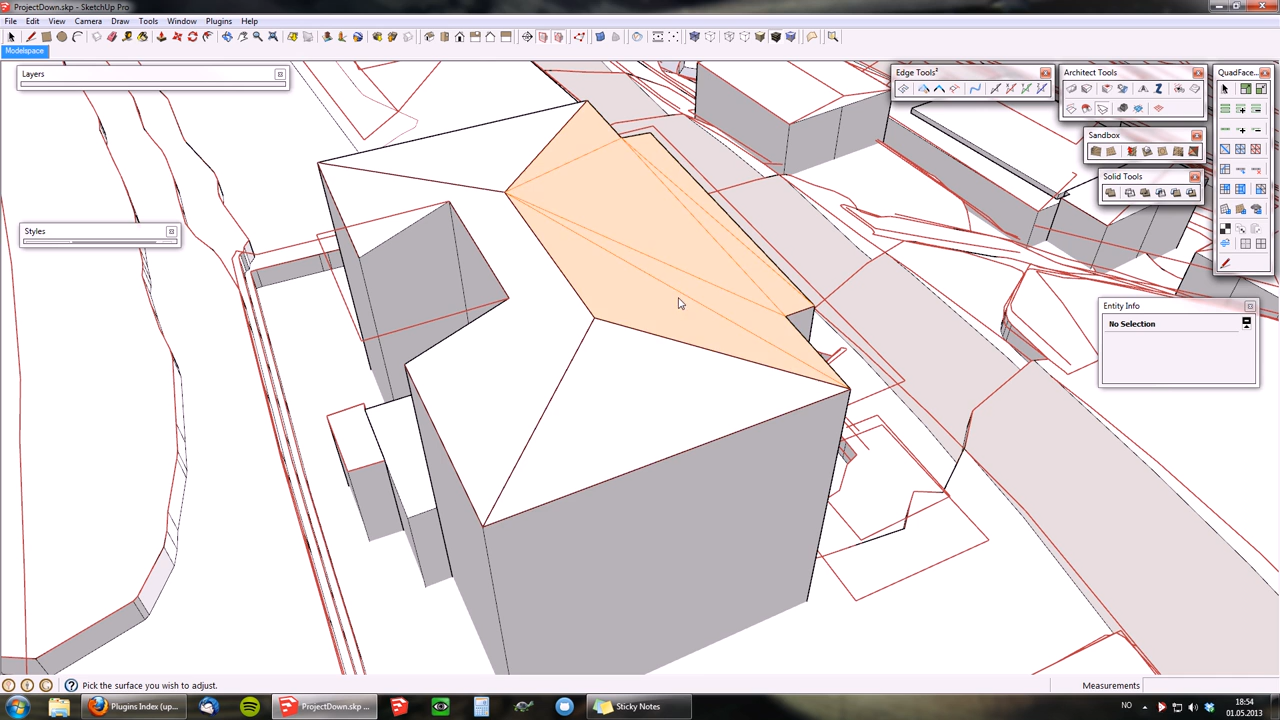 ProjectDown.skp - SketchUp Pro
File Edit View Camera Draw Tools Window Plugins Help
Modelspace
Layers
Edge Tools²
Architect Tools
QuadFace...
Sandbox
Solid Tools
Styles
Entity Info
No Selection
Pick the surface you wish to adjust.
Measurements
Plugins Index (up...
ProjectDown.skp ...
Sticky Notes
NO
18:54
01.05.2013